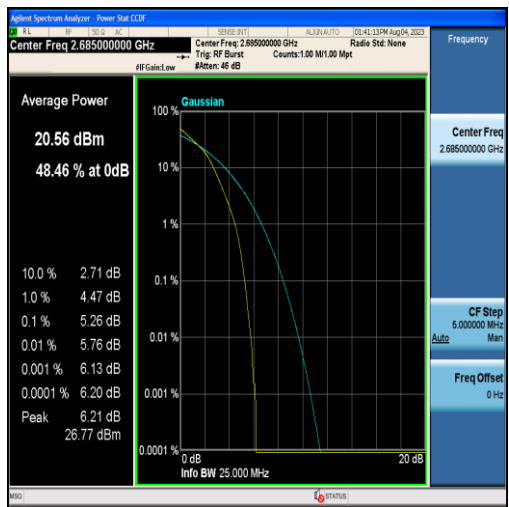 Agilent Spectrum Analyzer - Power Stat CCDF
RL RF 50 Ω AC SENSE:INT ALIGN AUTO 01:41:13 PM Aug 04, 2023
Center Freq 2.685000000 GHz
Center Freq: 2.685000000 GHz
Radio Std: None
Trig: RF Burst
Counts:1.00 M/1.00 Mpt
#IFGain:Low
#Atten: 46 dB
Frequency
Average Power
20.56 dBm
48.46 % at 0dB
10.0 % 2.71 dB
1.0 % 4.47 dB
0.1 % 5.26 dB
0.01 % 5.76 dB
0.001 % 6.13 dB
0.0001 % 6.20 dB
Peak 6.21 dB
26.77 dBm
Gaussian
100 %
10 %
1 %
0.1 %
0.01 %
0.001 %
0.0001 %
0 dB
20 dB
Info BW 25.000 MHz
Center Freq
2.685000000 GHz
CF Step
5.000000 MHz
Auto Man
Freq Offset
0 Hz
MSG
STATUS